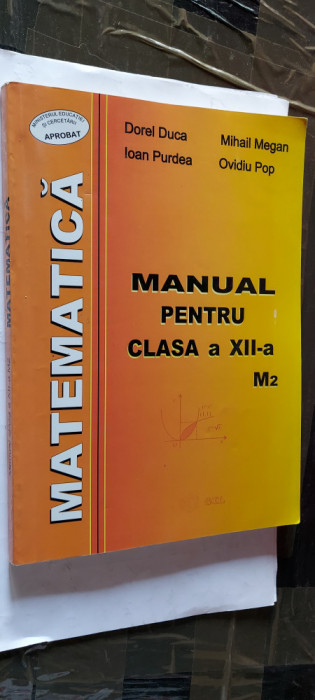 MINISTERUL EDUCAȚIEI
ȘI CERCETĂRII
APROBAT
Dorel Duca
Mihail Megan
Ioan Purdea
Ovidiu Pop
MATEMATICĂ
MANUAL
PENTRU
CLASA a XII-a
M2
MATEMATICĂ